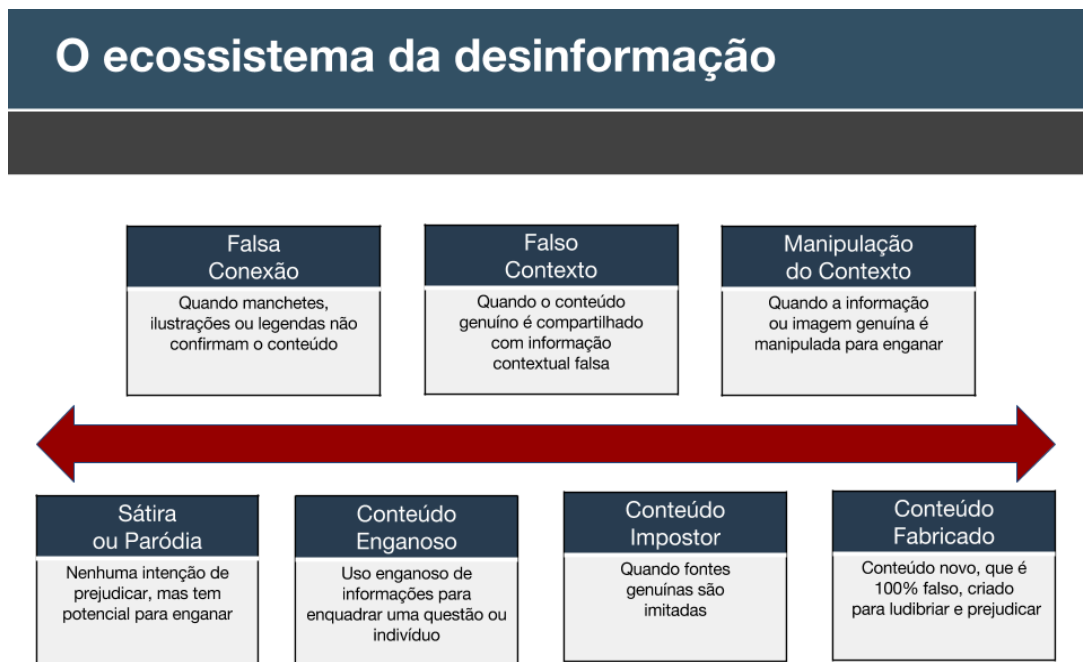 O ecossistema da desinformação
Falsa
Conexão
Quando manchetes,
ilustrações ou legendas não
confirmam o conteúdo
Falso
Contexto
Quando o conteúdo
genuíno é compartilhado
com informação
contextual falsa
Manipulação
do Contexto
Quando a informação
ou imagem genuína é
manipulada para enganar
Sátira
ou Paródia
Nenhuma intenção de
prejudicar, mas tem
potencial para enganar
Conteúdo
Enganoso
Uso enganoso de
informações para
enquadrar uma questão ou
indivíduo
Conteúdo
Impostor
Quando fontes
genuínas são
imitadas
Conteúdo
Fabricado
Conteúdo novo, que é
100% falso, criado
para ludibriar e prejudicar